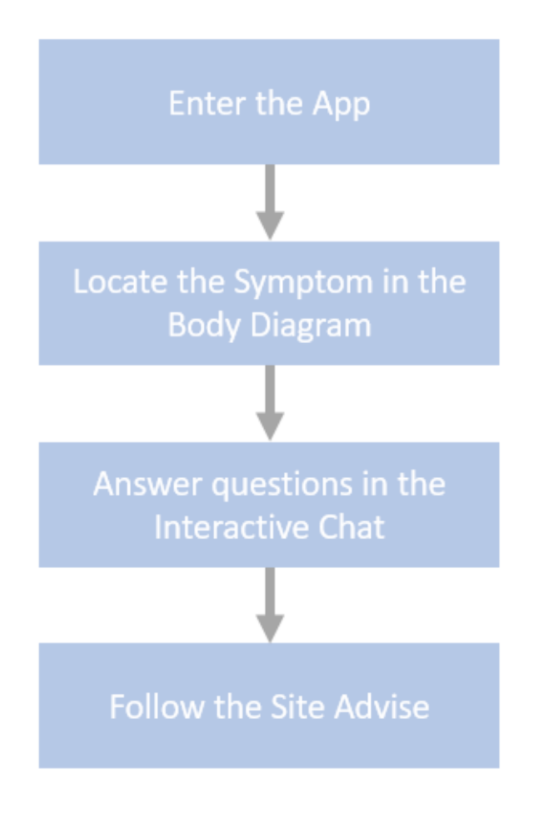 Enter the App
Locate the Symptom in the
Body Diagram
Answer questions in the
Interactive Chat
Follow the Site Advise